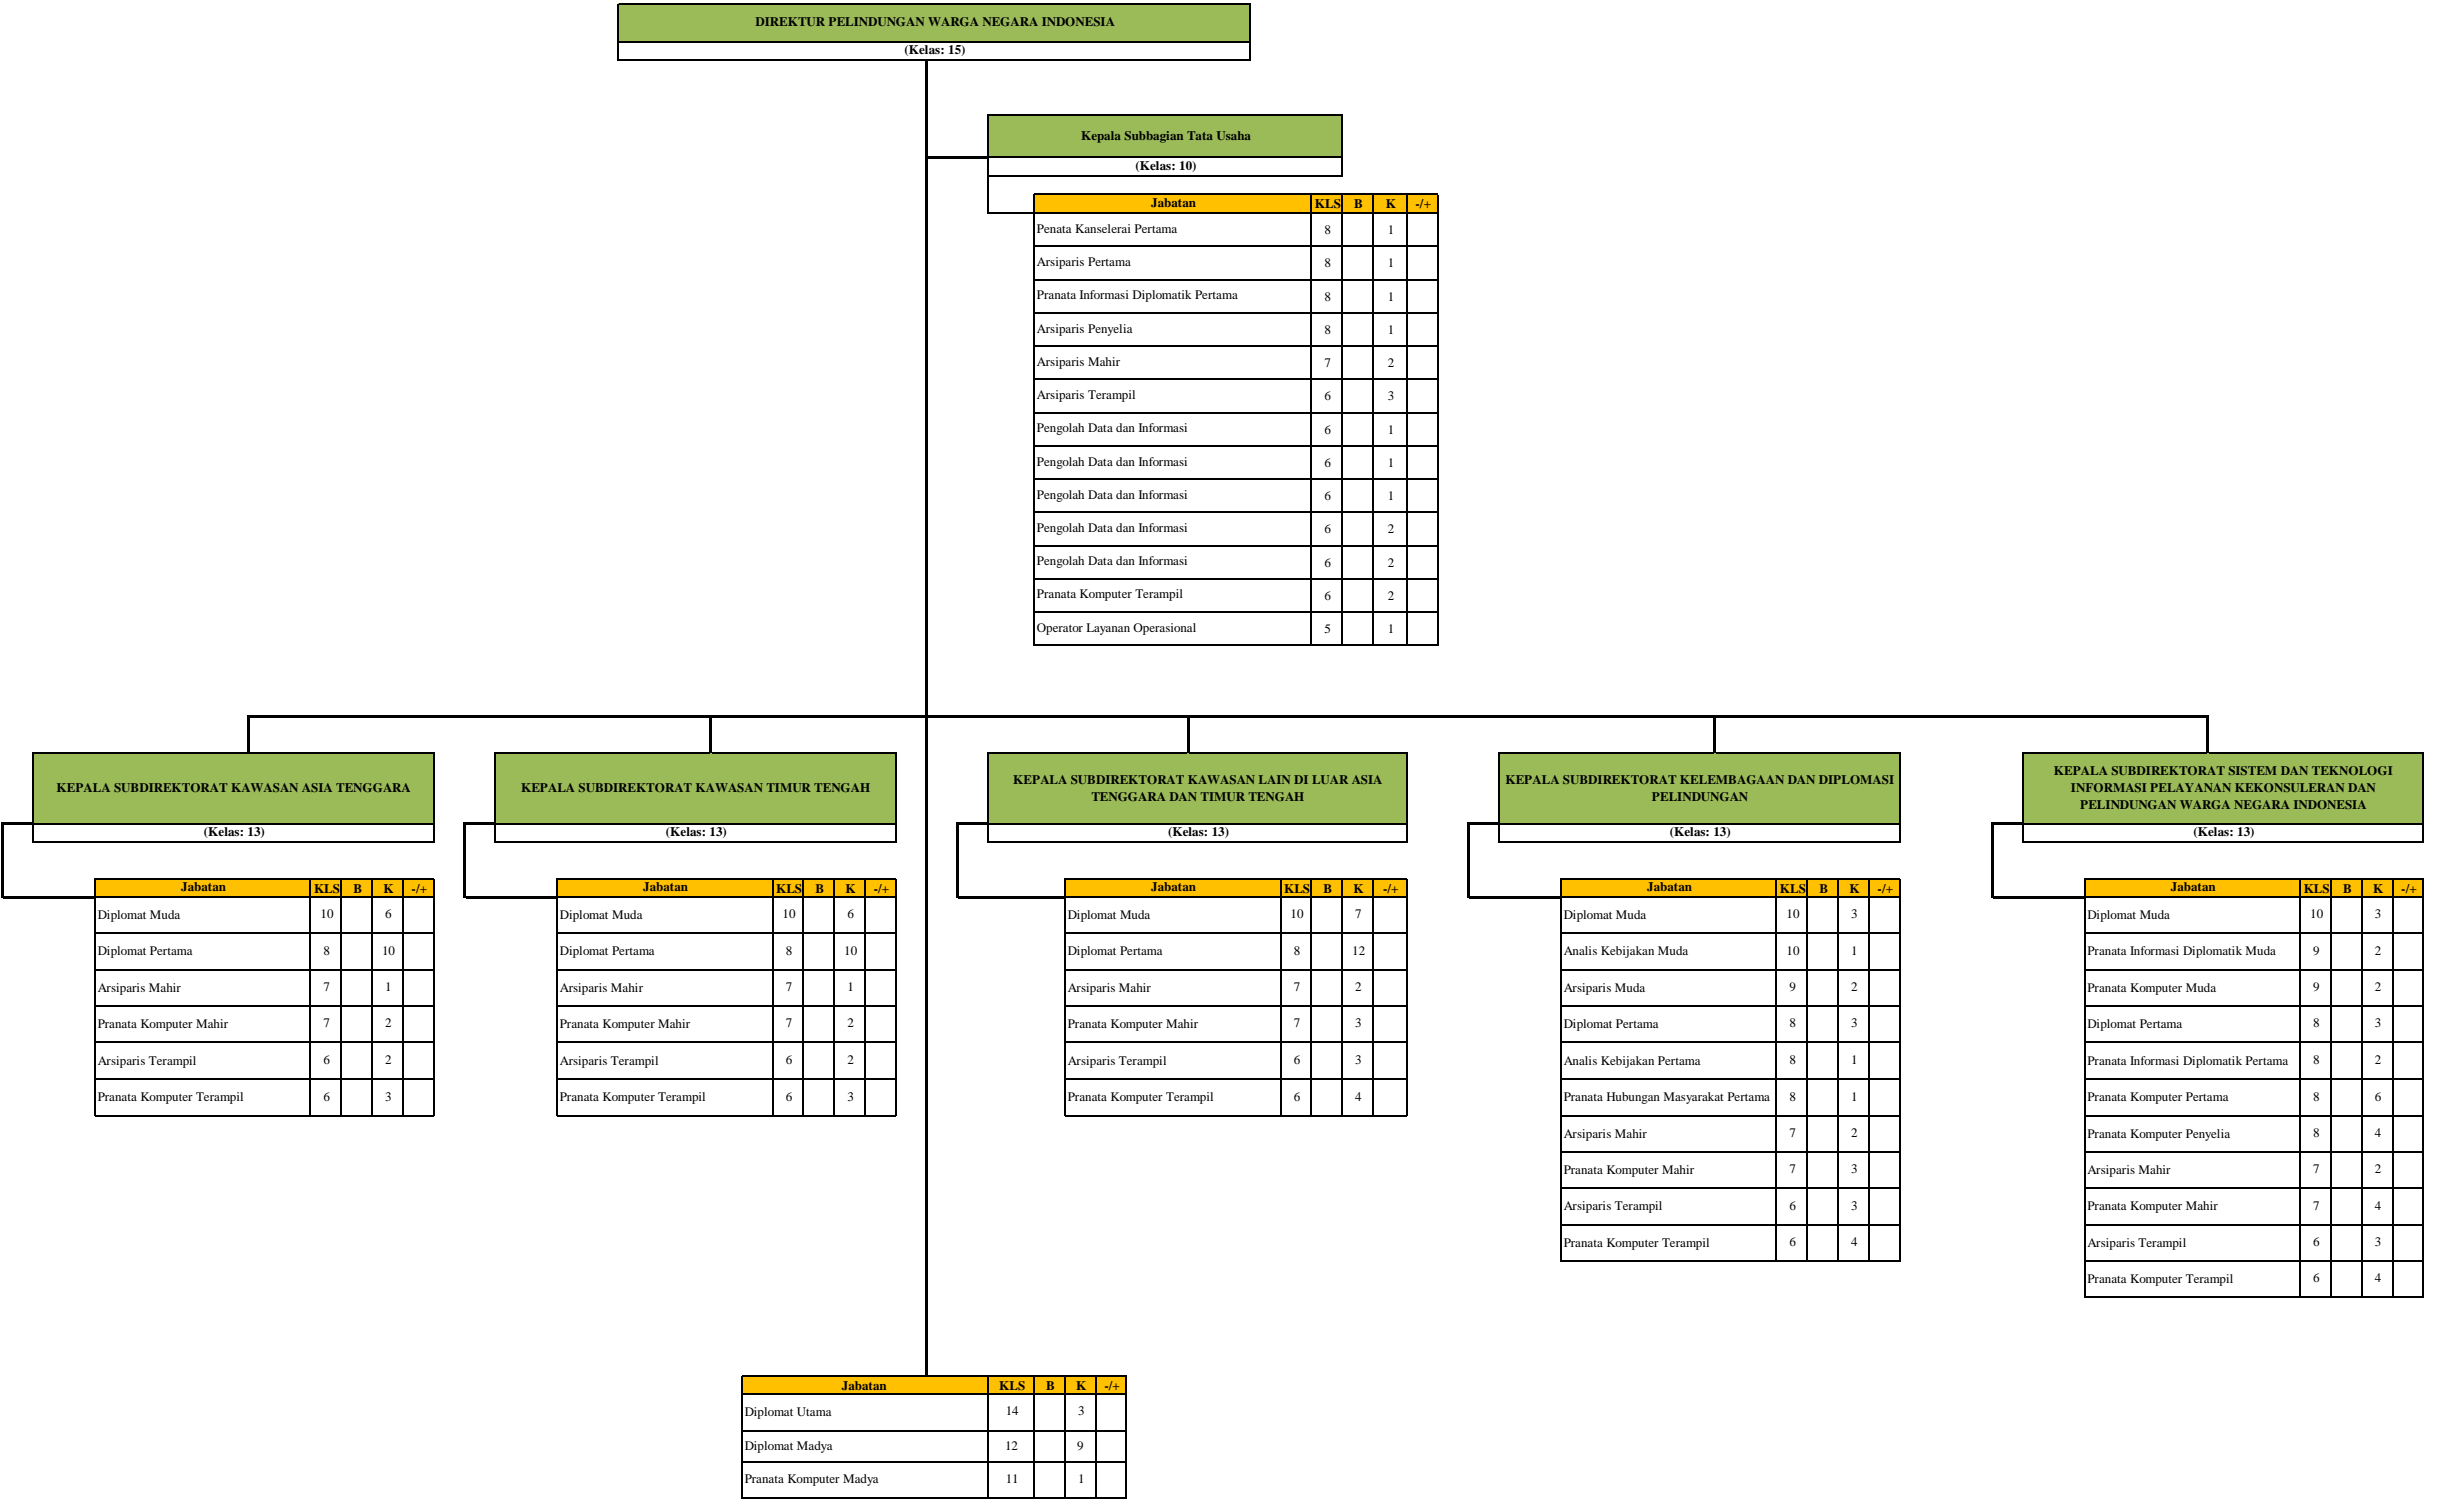 DIREKTUR PELINDUNGAN WARGA NEGARA INDONESIA
(Kelas: 15)
Kepala Subbagian Tata Usaha
(Kelas: 10)
Jabatan KLS B K -/+
Penata Kanselerai Pertama 8 1
Arsiparis Pertama 8 1
Pranata Informasi Diplomatik Pertama 8 1
Arsiparis Penyelia 8 1
Arsiparis Mahir 7 2
Arsiparis Terampil 6 3
Pengolah Data dan Informasi 6 1
Pengolah Data dan Informasi 6 1
Pengolah Data dan Informasi 6 1
Pengolah Data dan Informasi 6 2
Pengolah Data dan Informasi 6 2
Pranata Komputer Terampil 6 2
Operator Layanan Operasional 5 1
KEPALA SUBDIREKTORAT KAWASAN ASIA TENGGARA
(Kelas: 13)
Jabatan KLS B K -/+
Diplomat Muda 10 6
Diplomat Pertama 8 10
Arsiparis Mahir 7 1
Pranata Komputer Mahir 7 2
Arsiparis Terampil 6 2
Pranata Komputer Terampil 6 3
KEPALA SUBDIREKTORAT KAWASAN TIMUR TENGAH
(Kelas: 13)
Jabatan KLS B K -/+
Diplomat Muda 10 6
Diplomat Pertama 8 10
Arsiparis Mahir 7 1
Pranata Komputer Mahir 7 2
Arsiparis Terampil 6 2
Pranata Komputer Terampil 6 3
KEPALA SUBDIREKTORAT KAWASAN LAIN DI LUAR ASIA
TENGGARA DAN TIMUR TENGAH
(Kelas: 13)
Jabatan KLS B K -/+
Diplomat Muda 10 7
Diplomat Pertama 8 12
Arsiparis Mahir 7 2
Pranata Komputer Mahir 7 3
Arsiparis Terampil 6 3
Pranata Komputer Terampil 6 4
KEPALA SUBDIREKTORAT KELEMBAGAAN DAN DIPLOMASI
PELINDUNGAN
(Kelas: 13)
Jabatan KLS B K -/+
Diplomat Muda 10 3
Analis Kebijakan Muda 10 1
Arsiparis Muda 9 2
Diplomat Pertama 8 3
Analis Kebijakan Pertama 8 1
Pranata Hubungan Masyarakat Pertama 8 1
Arsiparis Mahir 7 2
Pranata Komputer Mahir 7 3
Arsiparis Terampil 6 3
Pranata Komputer Terampil 6 4
KEPALA SUBDIREKTORAT SISTEM DAN TEKNOLOGI
INFORMASI PELAYANAN KEKONSULERAN DAN
PELINDUNGAN WARGA NEGARA INDONESIA
(Kelas: 13)
Jabatan KLS B K -/+
Diplomat Muda 10 3
Pranata Informasi Diplomatik Muda 9 2
Pranata Komputer Muda 9 2
Diplomat Pertama 8 3
Pranata Informasi Diplomatik Pertama 8 2
Pranata Komputer Pertama 8 6
Pranata Komputer Penyelia 8 4
Arsiparis Mahir 7 2
Pranata Komputer Mahir 7 4
Arsiparis Terampil 6 3
Pranata Komputer Terampil 6 4
Jabatan KLS B K -/+
Diplomat Utama 14 3
Diplomat Madya 12 9
Pranata Komputer Madya 11 1